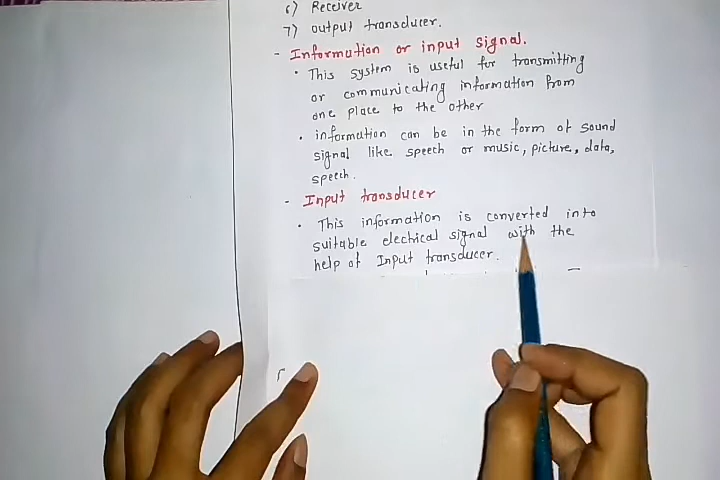 6) Receiver
7) output transducer.
- Information or input signal.
• This system is useful for transmitting
or communicating information from
one place to the other
• information can be in the form of sound
signal like speech or music, picture, data,
speech.
- Input transducer
• This information is converted into
suitable electrical signal with the
help of Input transducer.